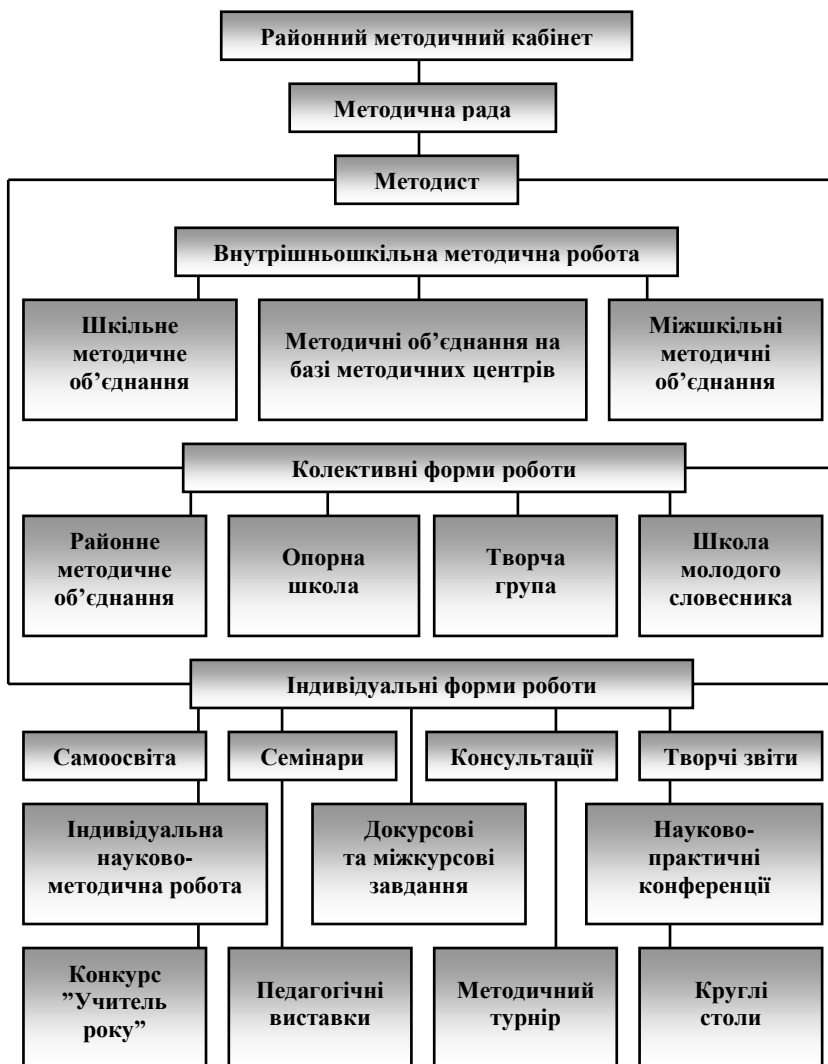 Районний методичний кабінет
Методична рада
Методист
Внутрішньошкільна методична робота
Шкільне
методичне
об’єднання
Методичні об’єднання на
базі методичних центрів
Міжшкільні
методичні
об’єднання
Колективні форми роботи
Районне
методичне
об’єднання
Опорна
школа
Творча
група
Школа
молодого
словесника
Індивідуальні форми роботи
Самоосвіта
Семінари
Консультації
Творчі звіти
Індивідуальна
науково-
методична робота
Докурсові
та міжкурсові
завдання
Науково-
практичні
конференції
Конкурс
”Учитель
року”
Педагогічні
виставки
Методичний
турнір
Круглі
столи